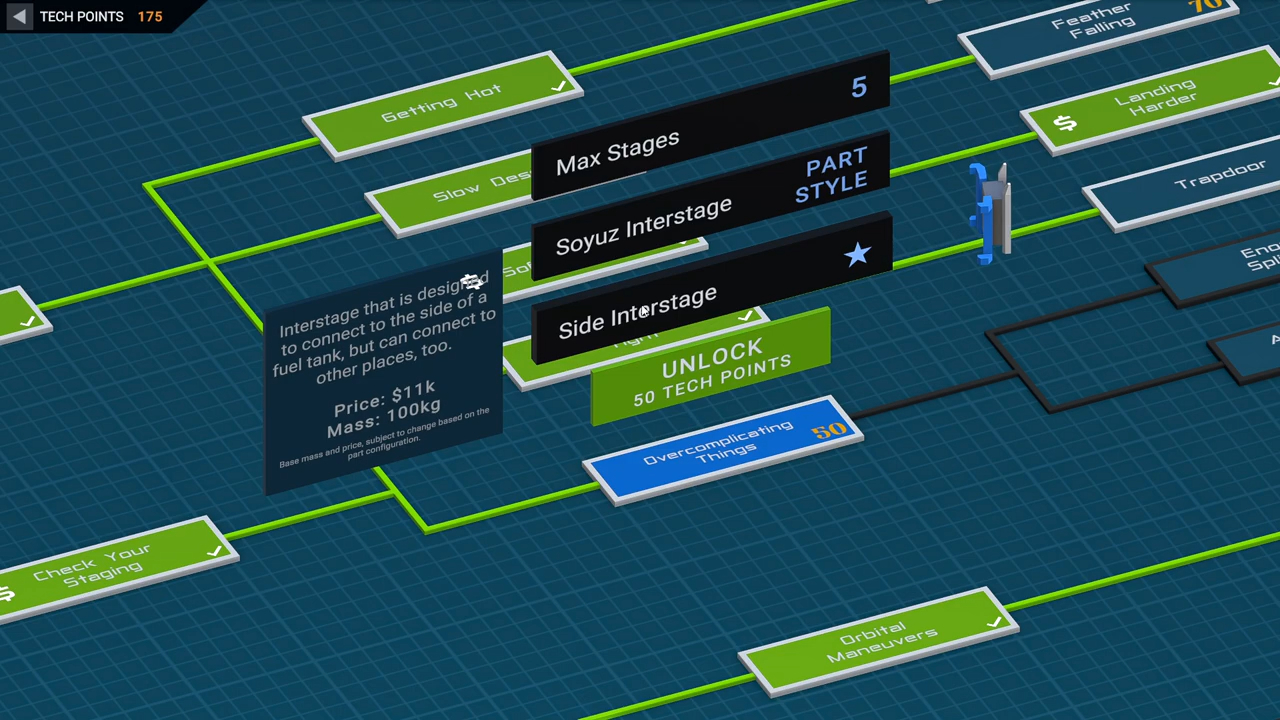 TECH POINTS 175
Feather
Falling
70
Getting Hot
Landing
Harder
$
5
Max Stages
PART
STYLE
Soyuz Interstage
Slow Des
Trapdoor
Side Interstage
Interstage that is designed
to connect to the side of a
fuel tank, but can connect to
other places, too.
Price: $11k
Mass: 100kg
Base mass and price, subject to change based on the
part configuration.
UNLOCK
50 TECH POINTS
Overcomplicating
Things
50
Check Your
Staging
$
Orbital
Maneuvers